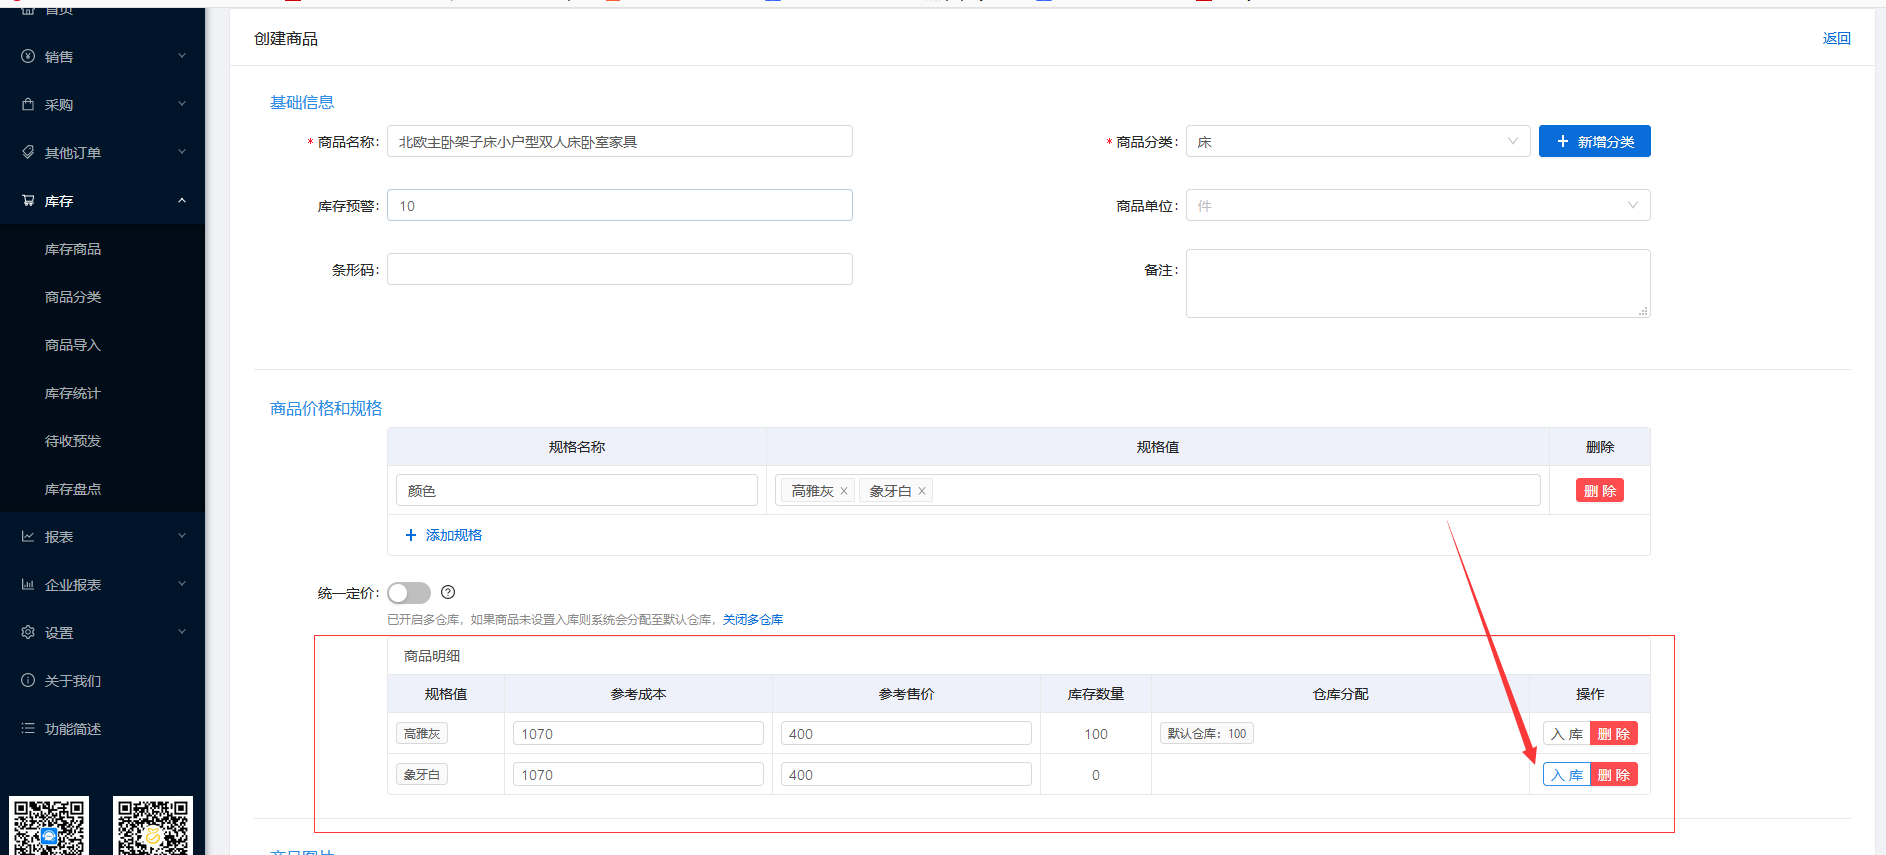 首页
销售
采购
其他订单
库存
库存商品
商品分类
商品导入
库存统计
待收预发
库存盘点
报表
企业报表
设置
关于我们
功能简述
创建商品
返回
基础信息
* 商品名称: 北欧主卧架子床小户型双人床卧室家具
* 商品分类: 床
+ 新增分类
库存预警: 10
商品单位: 件
条形码:
备注:
商品价格和规格
规格名称 规格值 删除
颜色 高雅灰 × 象牙白 × 删 除
+ 添加规格
统一定价:
已开启多仓库, 如果商品未设置入库则系统会分配至默认仓库, 关闭多仓库
商品明细
规格值 参考成本 参考售价 库存数量 仓库分配 操作
高雅灰 1070 400 100 默认仓库: 100 入 库 删 除
象牙白 1070 400 0 入 库 删 除
商品图片